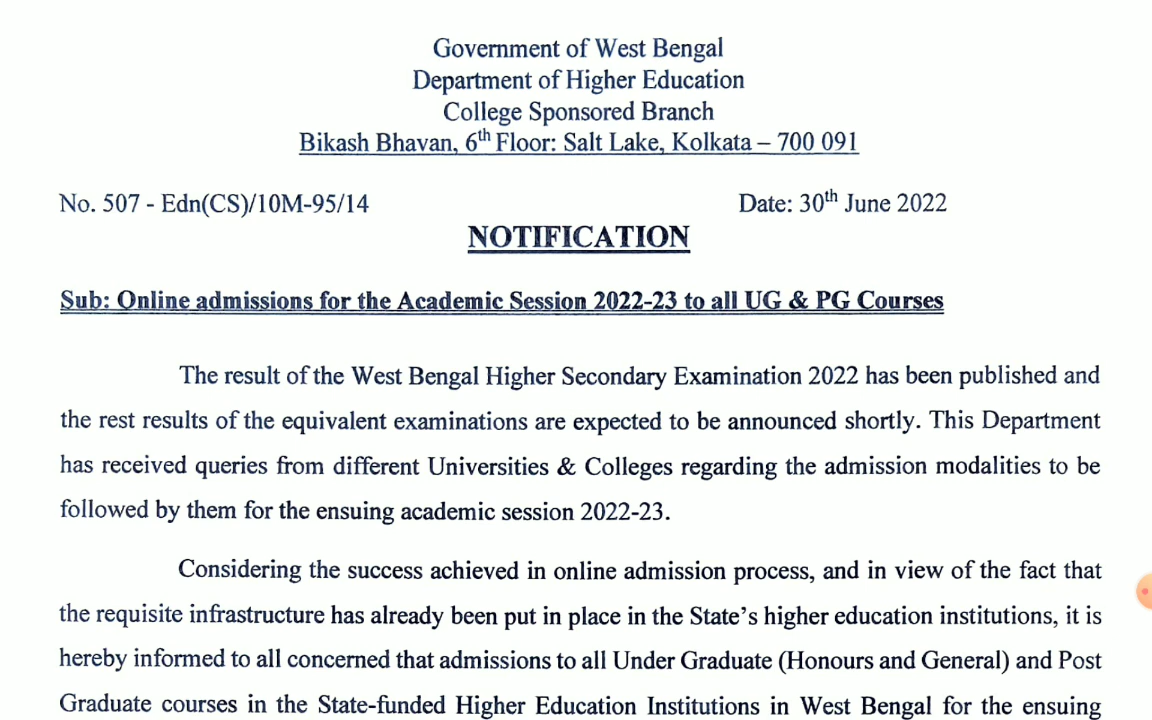 Government of West Bengal
Department of Higher Education
College Sponsored Branch
Bikash Bhavan, 6th Floor: Salt Lake, Kolkata – 700 091
No. 507 - Edn(CS)/10M-95/14 Date: 30th June 2022
NOTIFICATION
Sub: Online admissions for the Academic Session 2022-23 to all UG & PG Courses
The result of the West Bengal Higher Secondary Examination 2022 has been published and
the rest results of the equivalent examinations are expected to be announced shortly. This Department
has received queries from different Universities & Colleges regarding the admission modalities to be
followed by them for the ensuing academic session 2022-23.
Considering the success achieved in online admission process, and in view of the fact that
the requisite infrastructure has already been put in place in the State’s higher education institutions, it is
hereby informed to all concerned that admissions to all Under Graduate (Honours and General) and Post
Graduate courses in the State-funded Higher Education Institutions in West Bengal for the ensuing